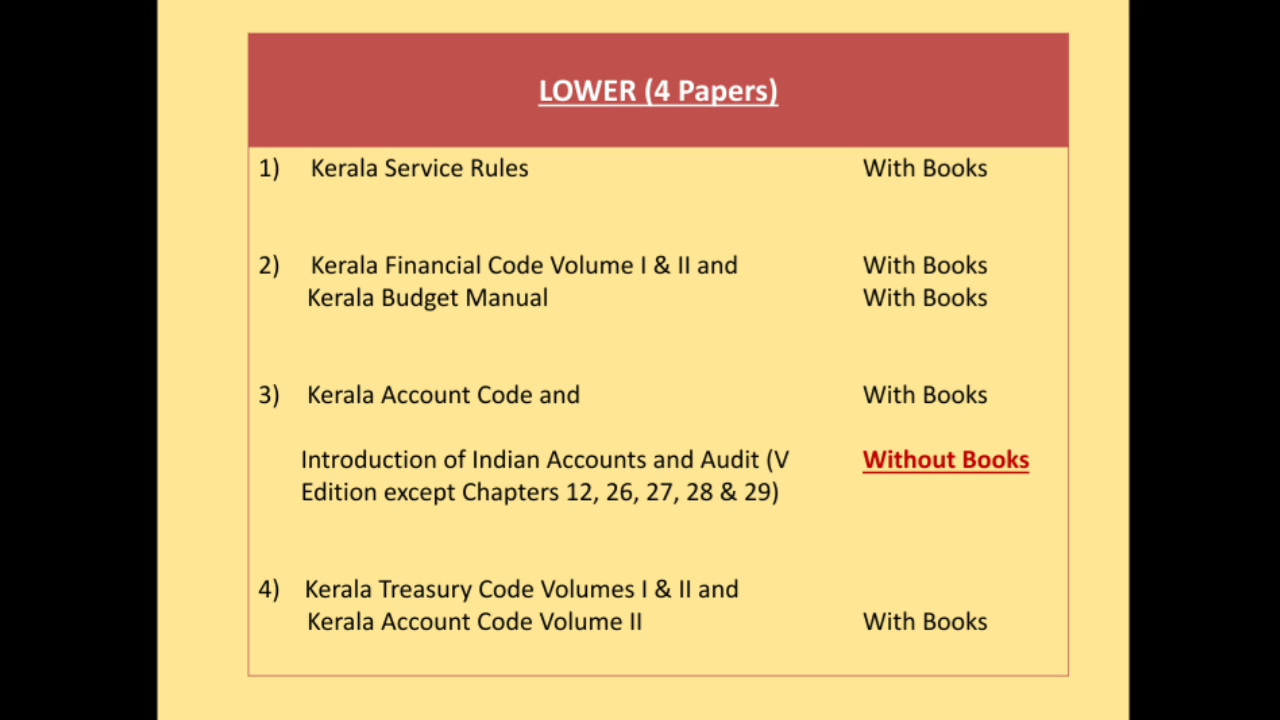 LOWER (4 Papers)
1) Kerala Service Rules With Books
2) Kerala Financial Code Volume I & II and With Books
Kerala Budget Manual With Books
3) Kerala Account Code and With Books
Introduction of Indian Accounts and Audit (V Without Books
Edition except Chapters 12, 26, 27, 28 & 29)
4) Kerala Treasury Code Volumes I & II and
Kerala Account Code Volume II With Books